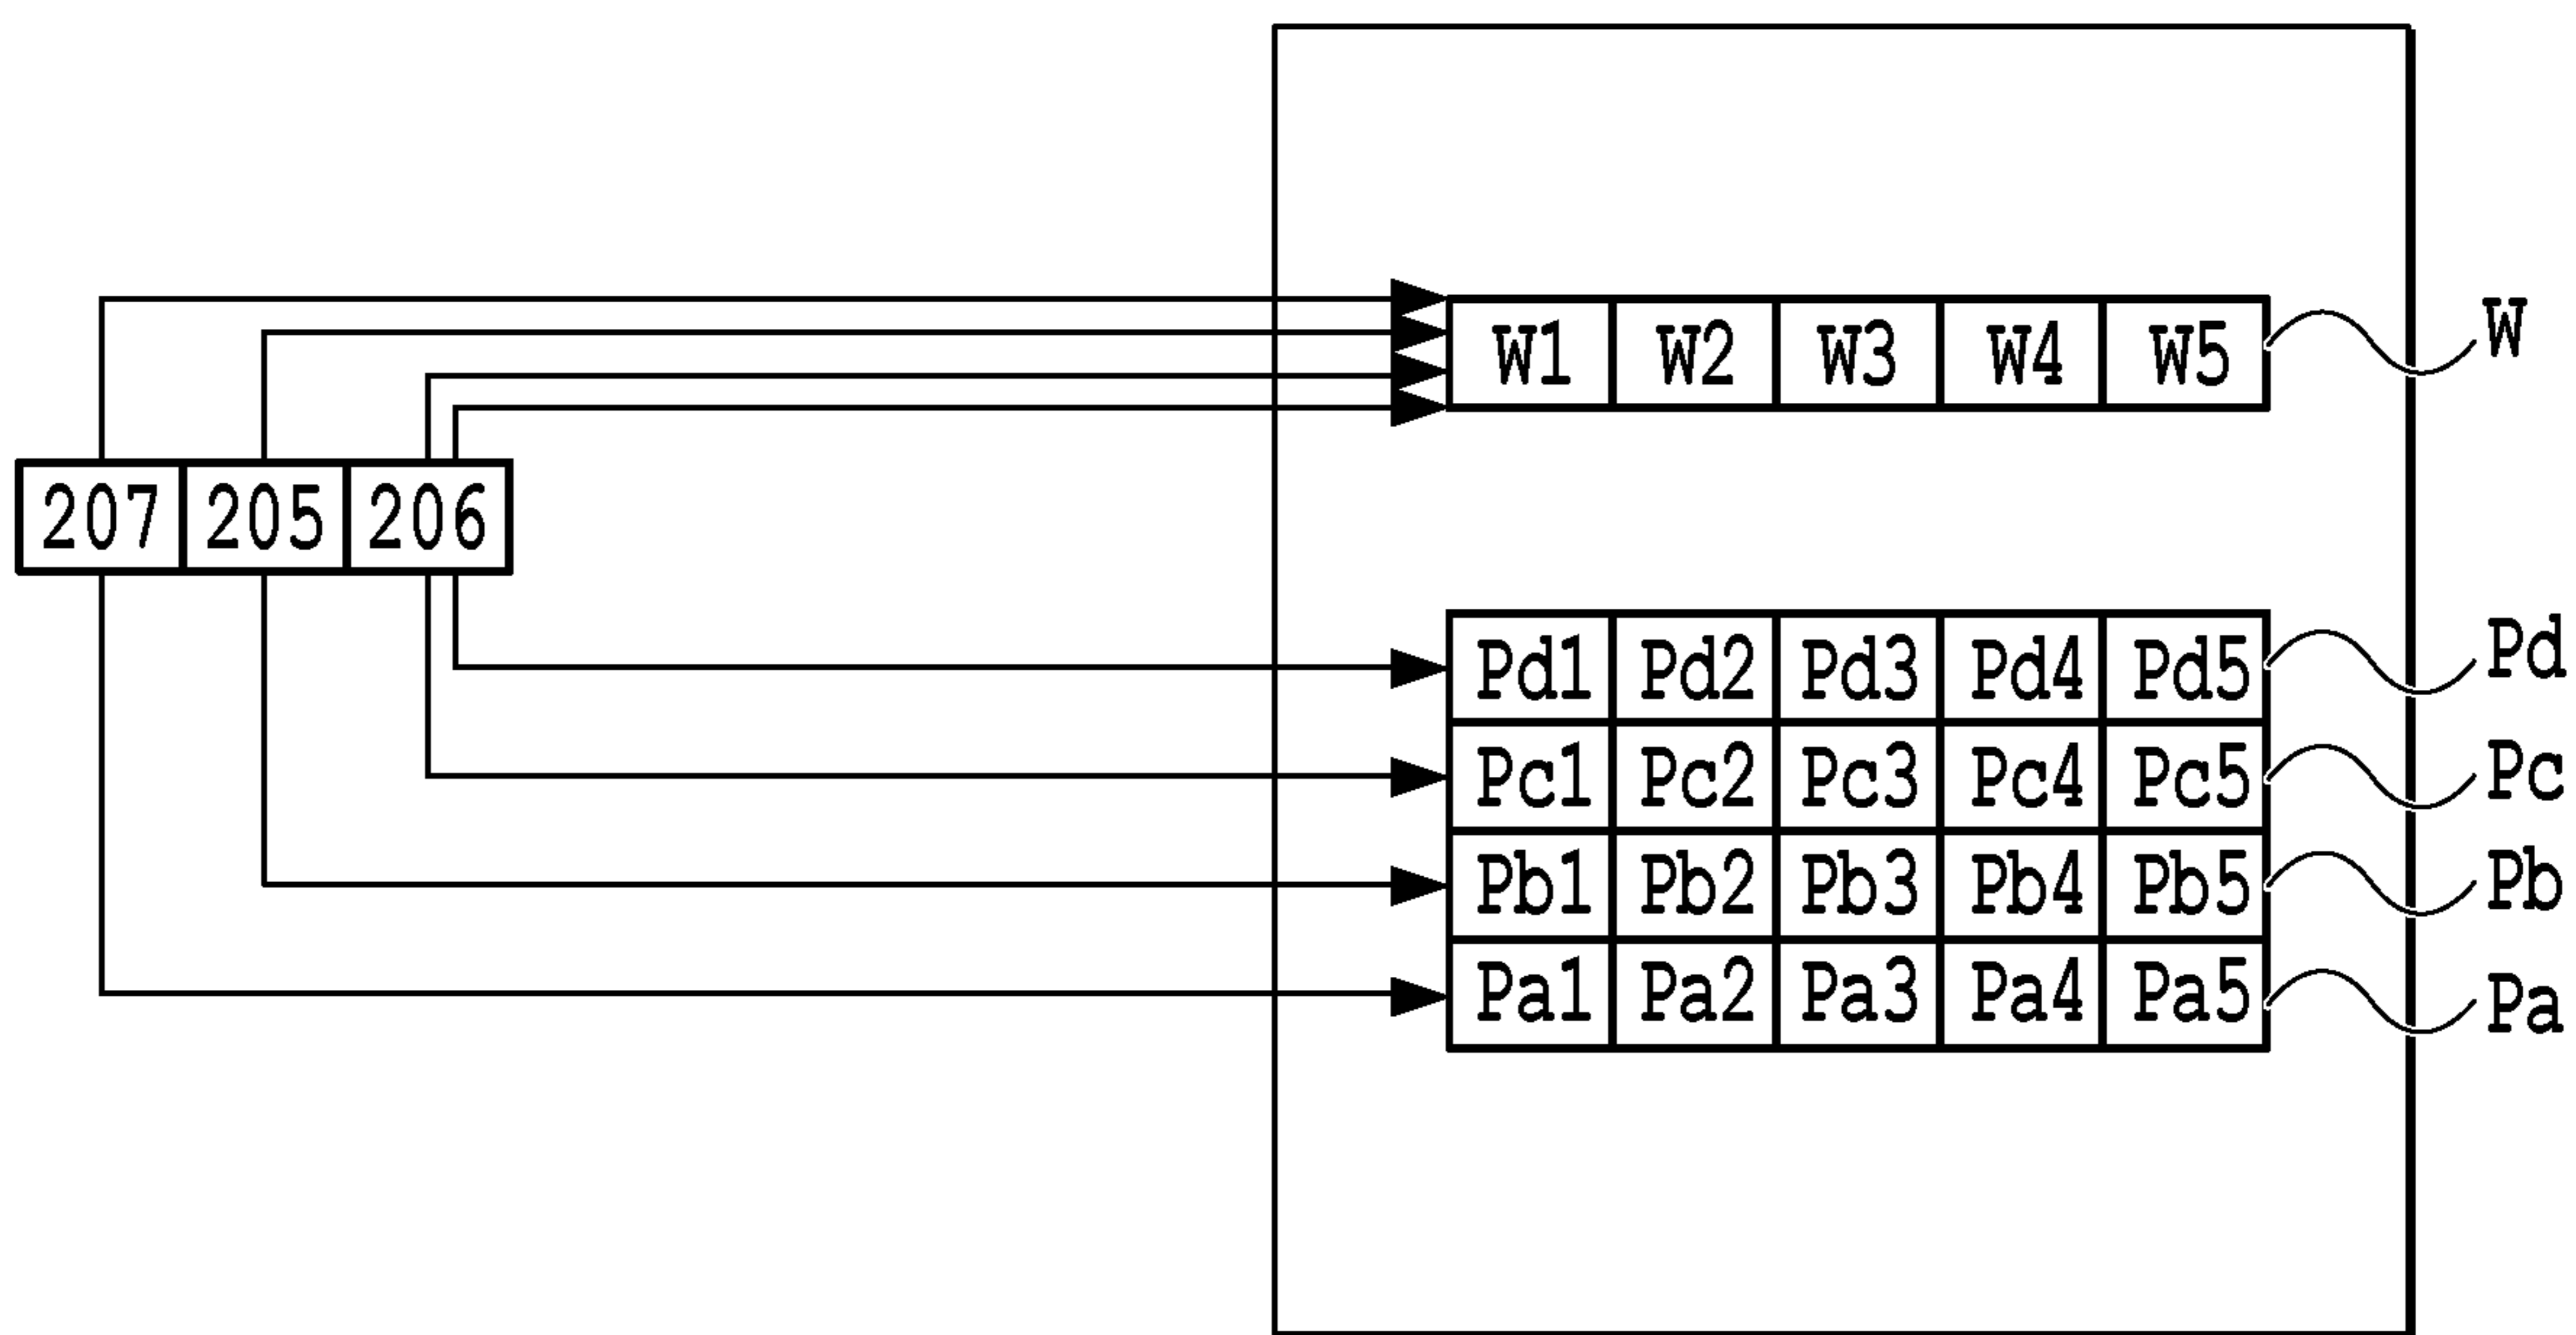 W1 W2 W3 W4 W5 W
207 205 206
Pd1 Pd2 Pd3 Pd4 Pd5 Pd
Pc1 Pc2 Pc3 Pc4 Pc5 Pc
Pb1 Pb2 Pb3 Pb4 Pb5 Pb
Pa1 Pa2 Pa3 Pa4 Pa5 Pa